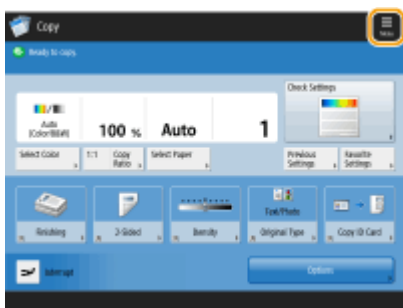 Copy
Menu
Ready to copy.
Check Settings
Auto
(Color/B&W)
100 %
Auto
1
Select Color
1:1
Copy
Ratio
Select Paper
Previous
Settings
Favorite
Settings
Finishing
2-Sided
Density
Text/Photo
Original Type
Copy ID Card
Interrupt
Options